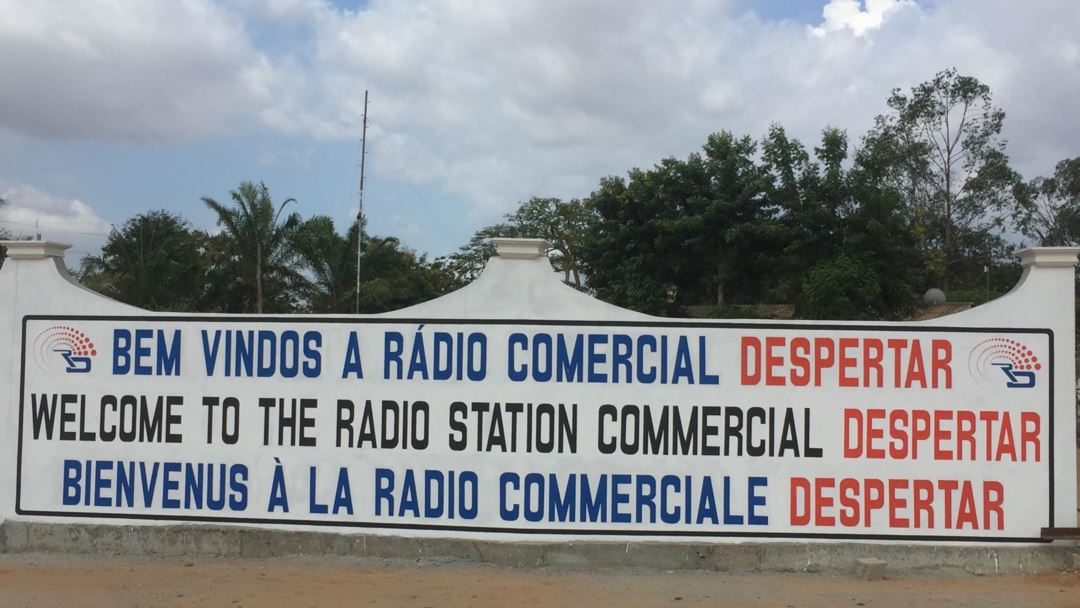 BEM VINDOS A RÁDIO COMERCIAL DESPERTAR
WELCOME TO THE RADIO STATION COMMERCIAL DESPERTAR
BIENVENUS À LA RADIO COMMERCIALE DESPERTAR